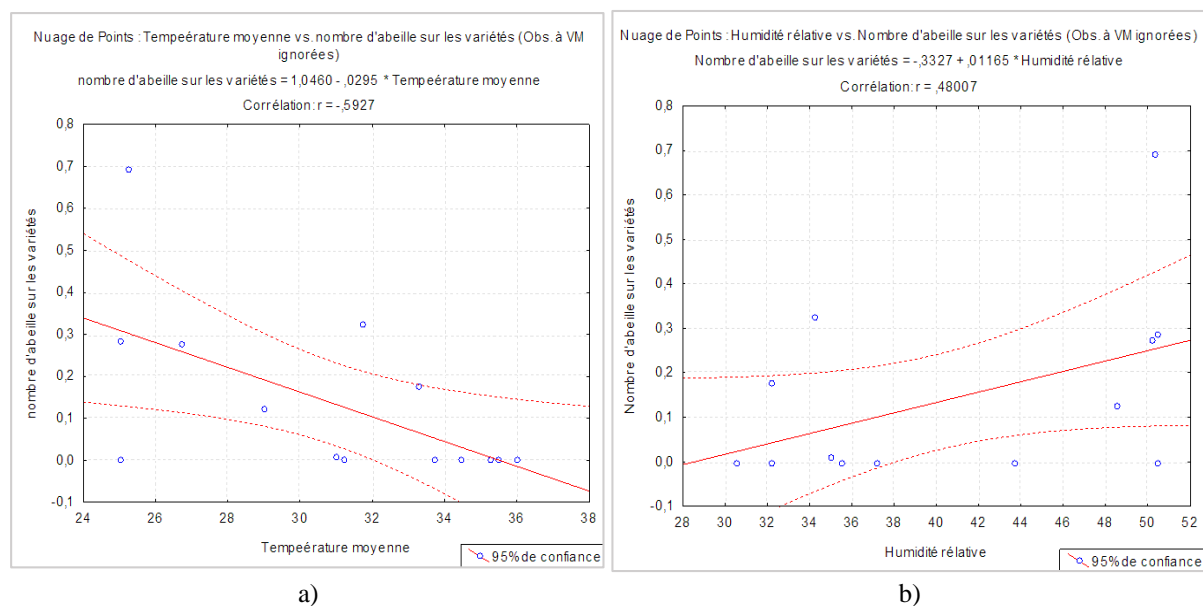 Nuage de Points : Tempeérature moyenne vs. nombre d'abeille sur les variétés (Obs. à VM
ignorées)
nombre d'abeille sur les variétés = 1,0460 - ,0295 * Tempeérature moyenne
Corrélation: r = -,5927
0,8
0,7
0,6
0,5
0,4
0,3
0,2
0,1
0,0
-0,1
nombre d'abeille sur les variétés
24 26 28 30 32 34 36 38
Tempeérature moyenne
95% de confiance
a)
Nuage de Points : Humidité rélative vs. Nombre d'abeille sur les variétés (Obs. à VM ignorées)
Nombre d'abeille sur les variétés = -,3327 + ,01165 * Humidité rélative
Corrélation: r = ,48007
0,8
0,7
0,6
0,5
0,4
0,3
0,2
0,1
0,0
-0,1
Nombre d'abeille sur les variétés
28 30 32 34 36 38 40 42 44 46 48 50 52
Humidité rélative
95% de confiance
b)